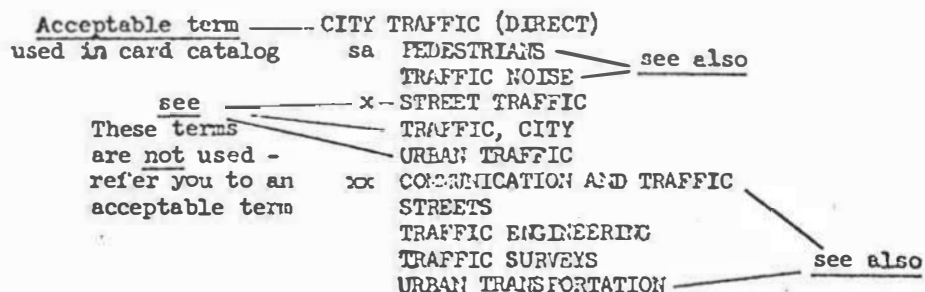 Acceptable term — CITY TRAFFIC (DIRECT)
used in card catalog sa PEDESTRIANS see also
TRAFFIC NOISE
see x - STREET TRAFFIC
These terms TRAFFIC, CITY
are not used - URBAN TRAFFIC
refer you to an xx COMMUNICATION AND TRAFFIC
acceptable term STREETS
TRAFFIC ENGINEERING
TRAFFIC SURVEYS
see also
URBAN TRANSPORTATION